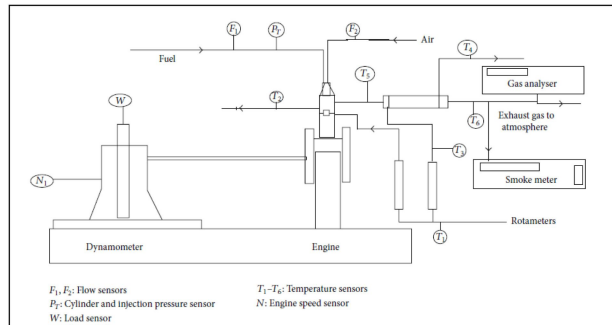 F1
PT
F2
Air
Fuel
T4
Gas analyser
T5
T2
W
T6
Exhaust gas to
atmosphere
T3
N1
Smoke meter
Rotameters
T1
Dynamometer
Engine
F1, F2: Flow sensors
PT: Cylinder and injection pressure sensor
W: Load sensor
T1–T6: Temperature sensors
N: Engine speed sensor